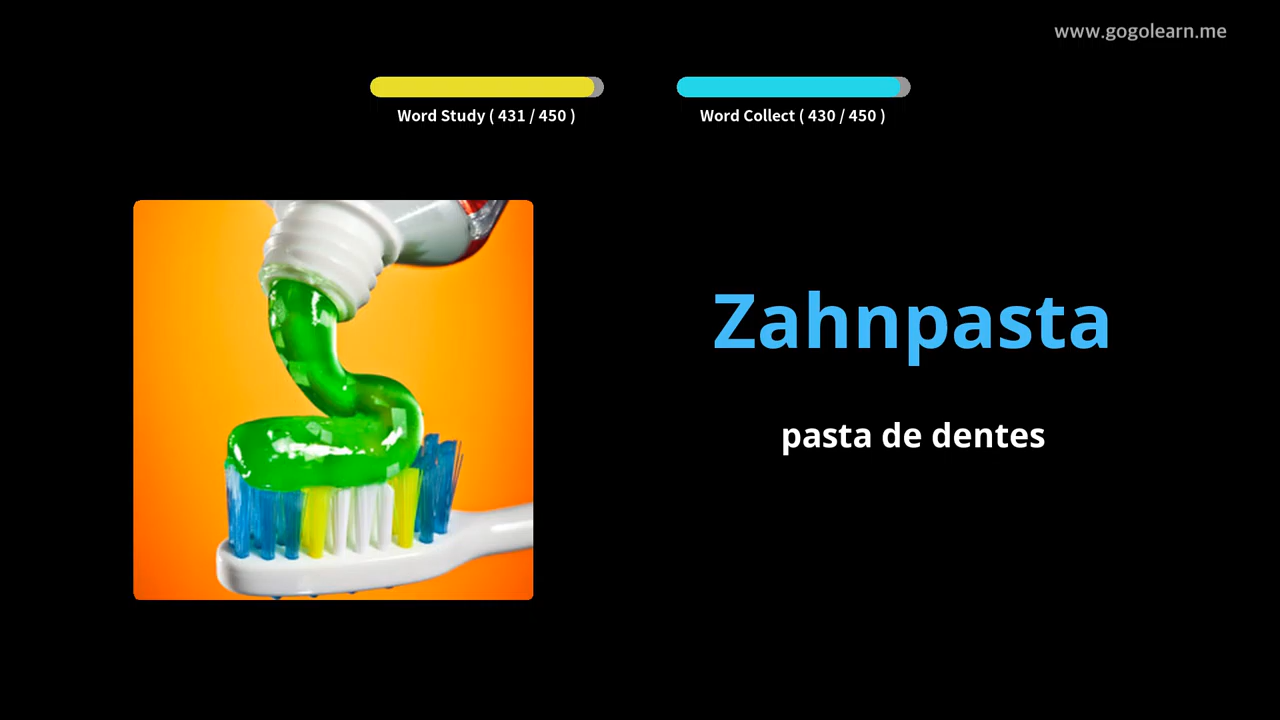 www.gogolearn.me
Word Study ( 431 / 450 )
Word Collect ( 430 / 450 )
Zahnpasta
pasta de dentes